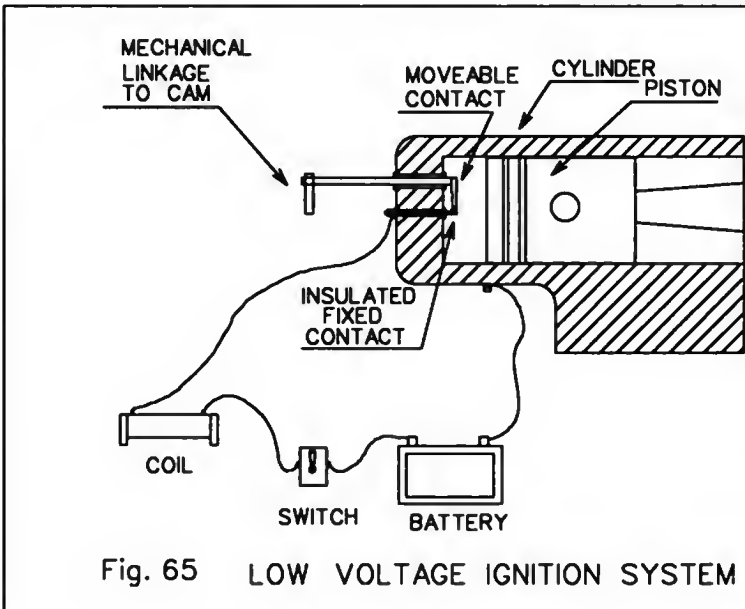 MECHANICAL
LINKAGE
TO CAM
MOVEABLE
CONTACT
CYLINDER
PISTON
INSULATED
FIXED
CONTACT
COIL
SWITCH
BATTERY
Fig. 65 LOW VOLTAGE IGNITION SYSTEM